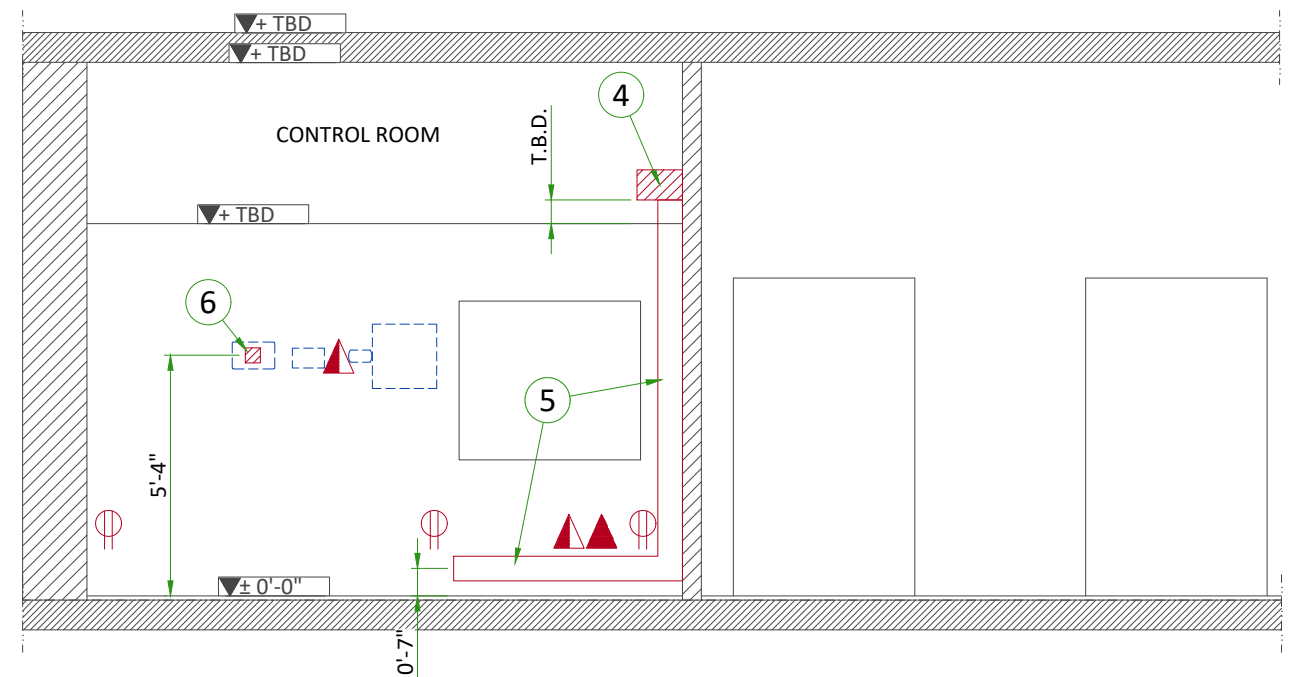 + TBD
+ TBD
4
CONTROL ROOM
T.B.D.
+ TBD
6
5
5'-4"
± 0'-0"
0'-7"